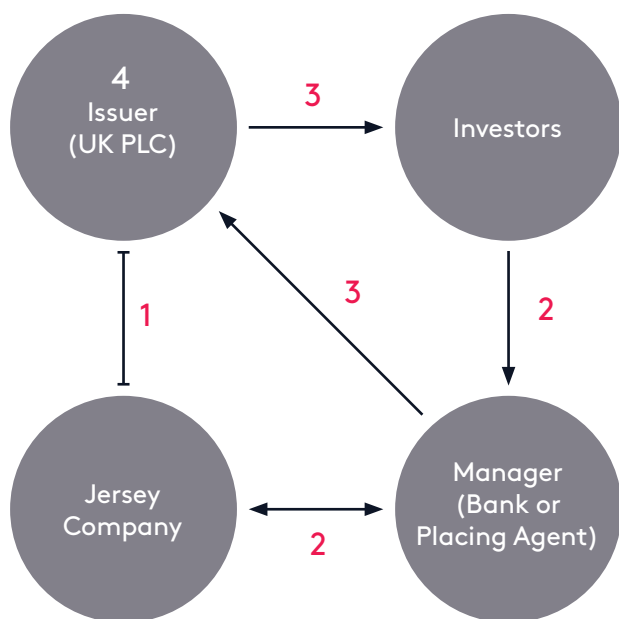 4
Issuer
(UK PLC)
3
Investors
1
3
2
Jersey
Company
2
Manager
(Bank or
Placing Agent)